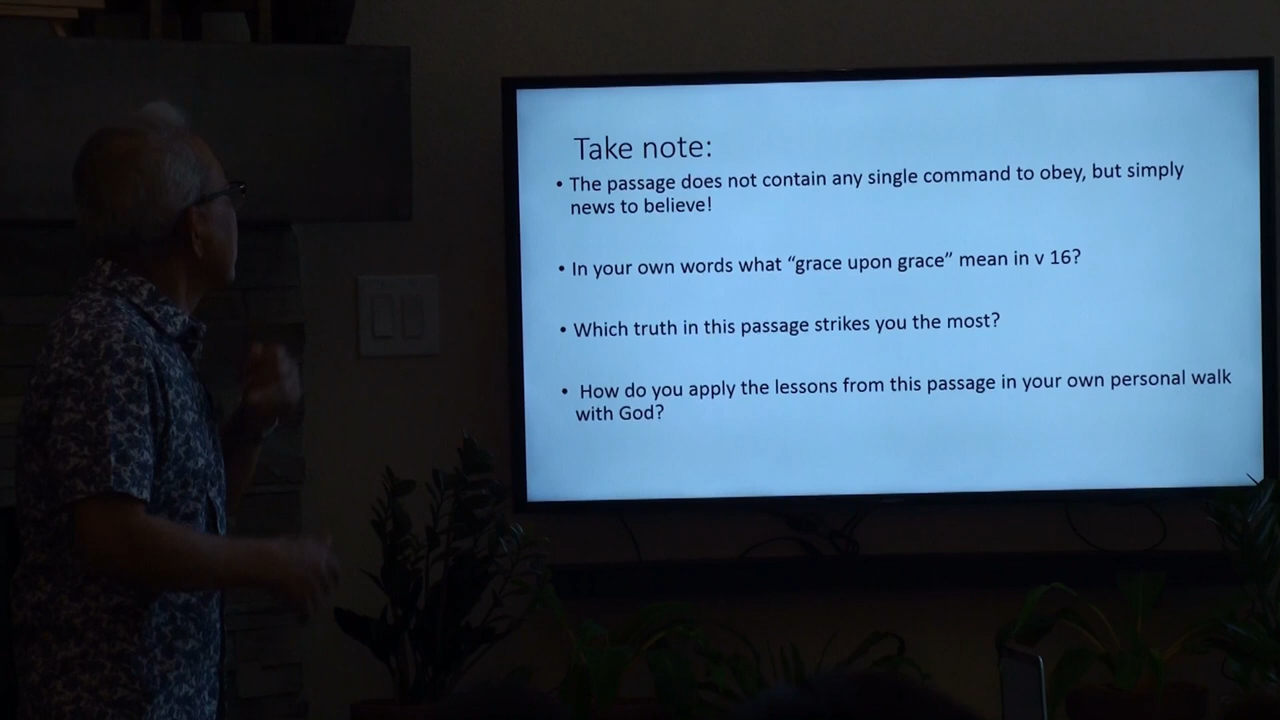 Take note:
• The passage does not contain any single command to obey, but simply
news to believe!
• In your own words what “grace upon grace” mean in v 16?
• Which truth in this passage strikes you the most?
• How do you apply the lessons from this passage in your own personal walk
with God?